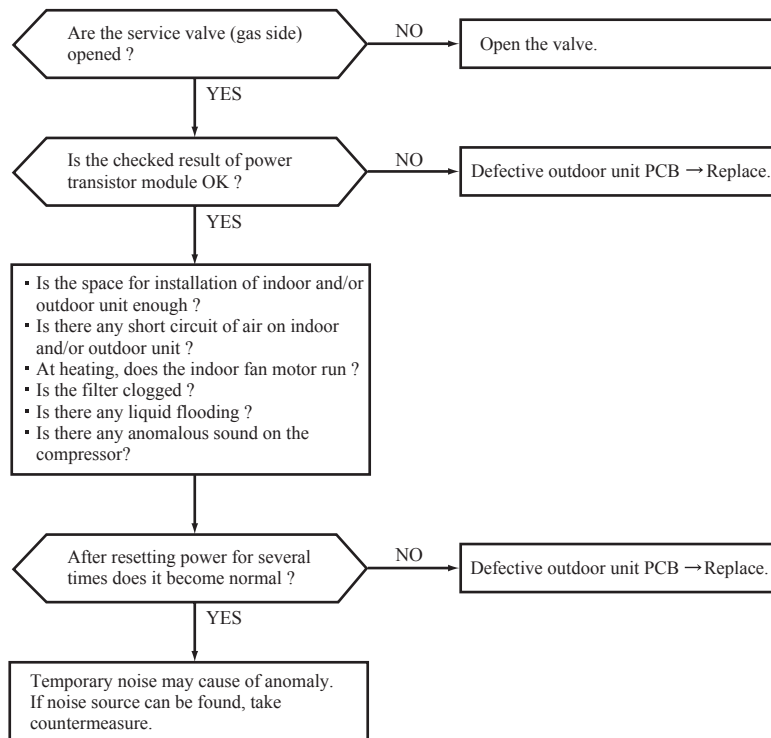 Are the service valve (gas side)
opened ?
NO
Open the valve.
YES
Is the checked result of power
transistor module OK ?
NO
Defective outdoor unit PCB → Replace.
YES
▪ Is the space for installation of indoor and/or
outdoor unit enough ?
▪ Is there any short circuit of air on indoor
and/or outdoor unit ?
▪ At heating, does the indoor fan motor run ?
▪ Is the filter clogged ?
▪ Is there any liquid flooding ?
▪ Is there any anomalous sound on the
compressor?
After resetting power for several
times does it become normal ?
NO
Defective outdoor unit PCB → Replace.
YES
Temporary noise may cause of anomaly.
If noise source can be found, take
countermeasure.